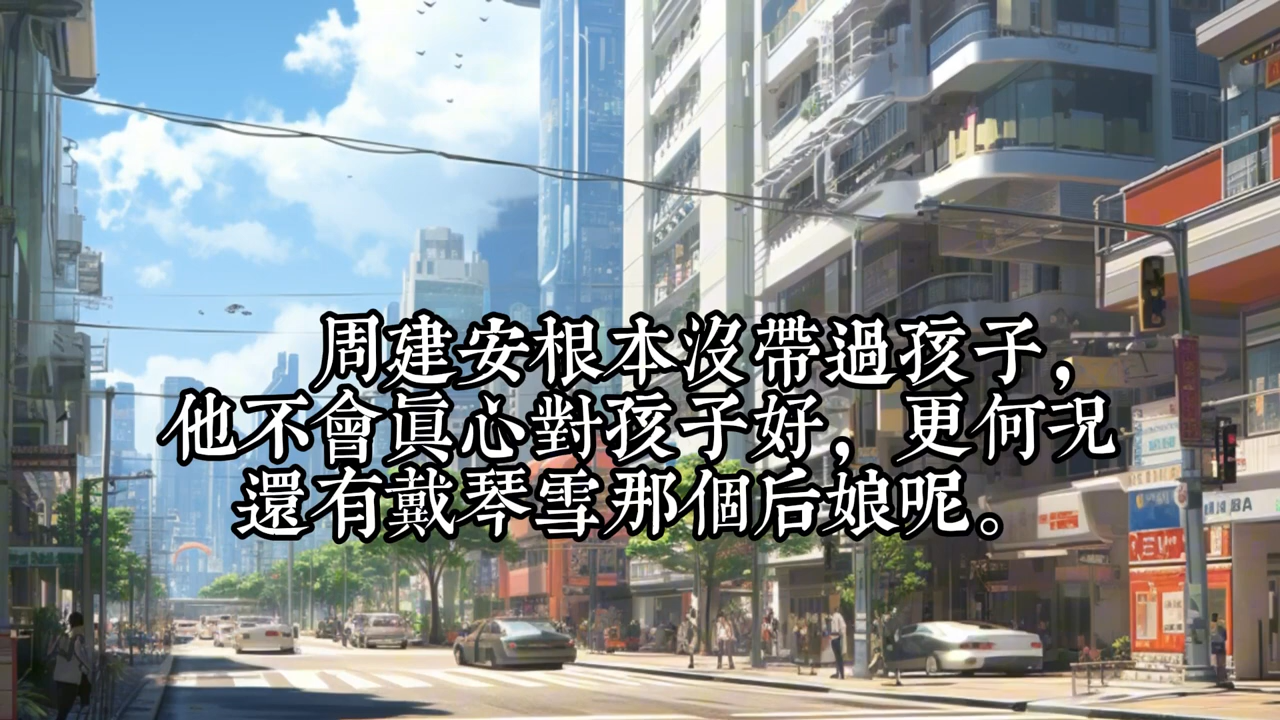 周建安根本沒帶過孩子，
他不會眞心對孩子好，更何況
還有戴琴雪那個后娘呢。